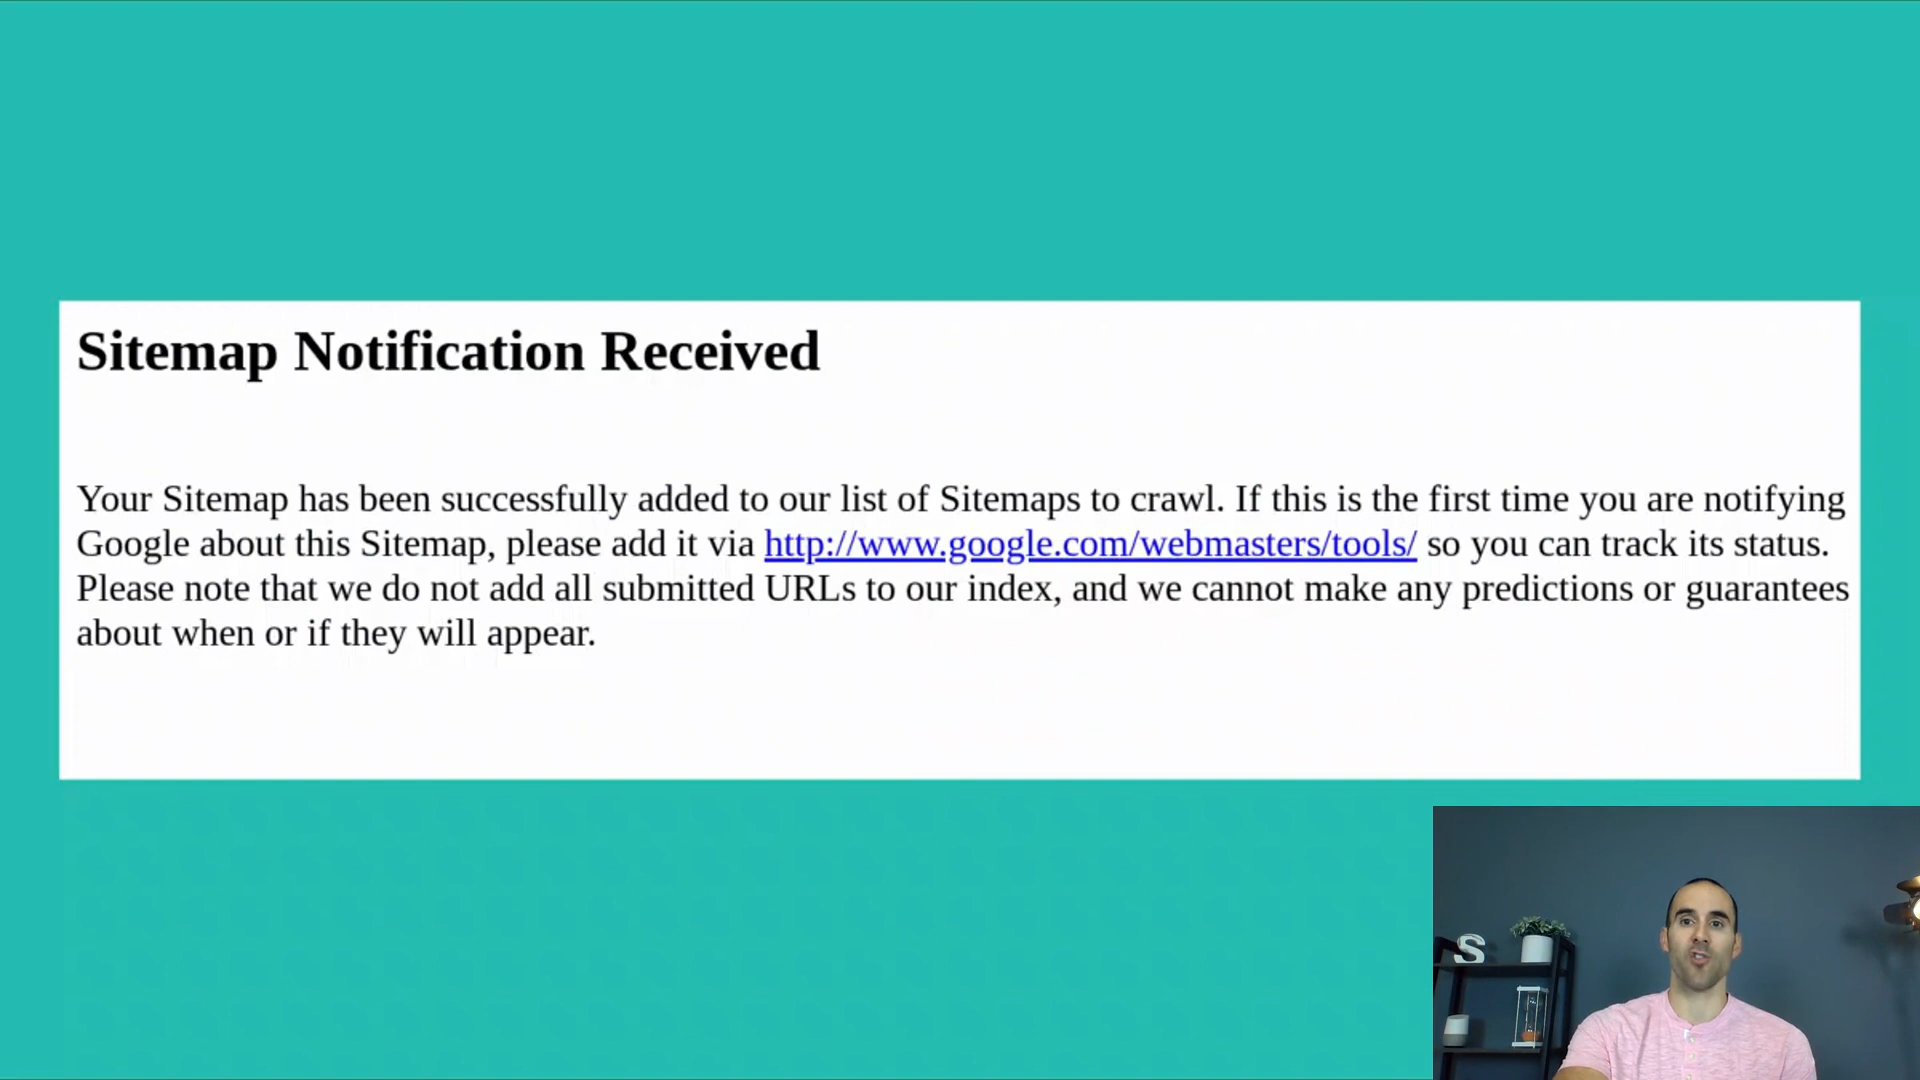 Sitemap Notification Received
Your Sitemap has been successfully added to our list of Sitemaps to crawl. If this is the first time you are notifying
Google about this Sitemap, please add it via http://www.google.com/webmasters/tools/ so you can track its status.
Please note that we do not add all submitted URLs to our index, and we cannot make any predictions or guarantees
about when or if they will appear.
S